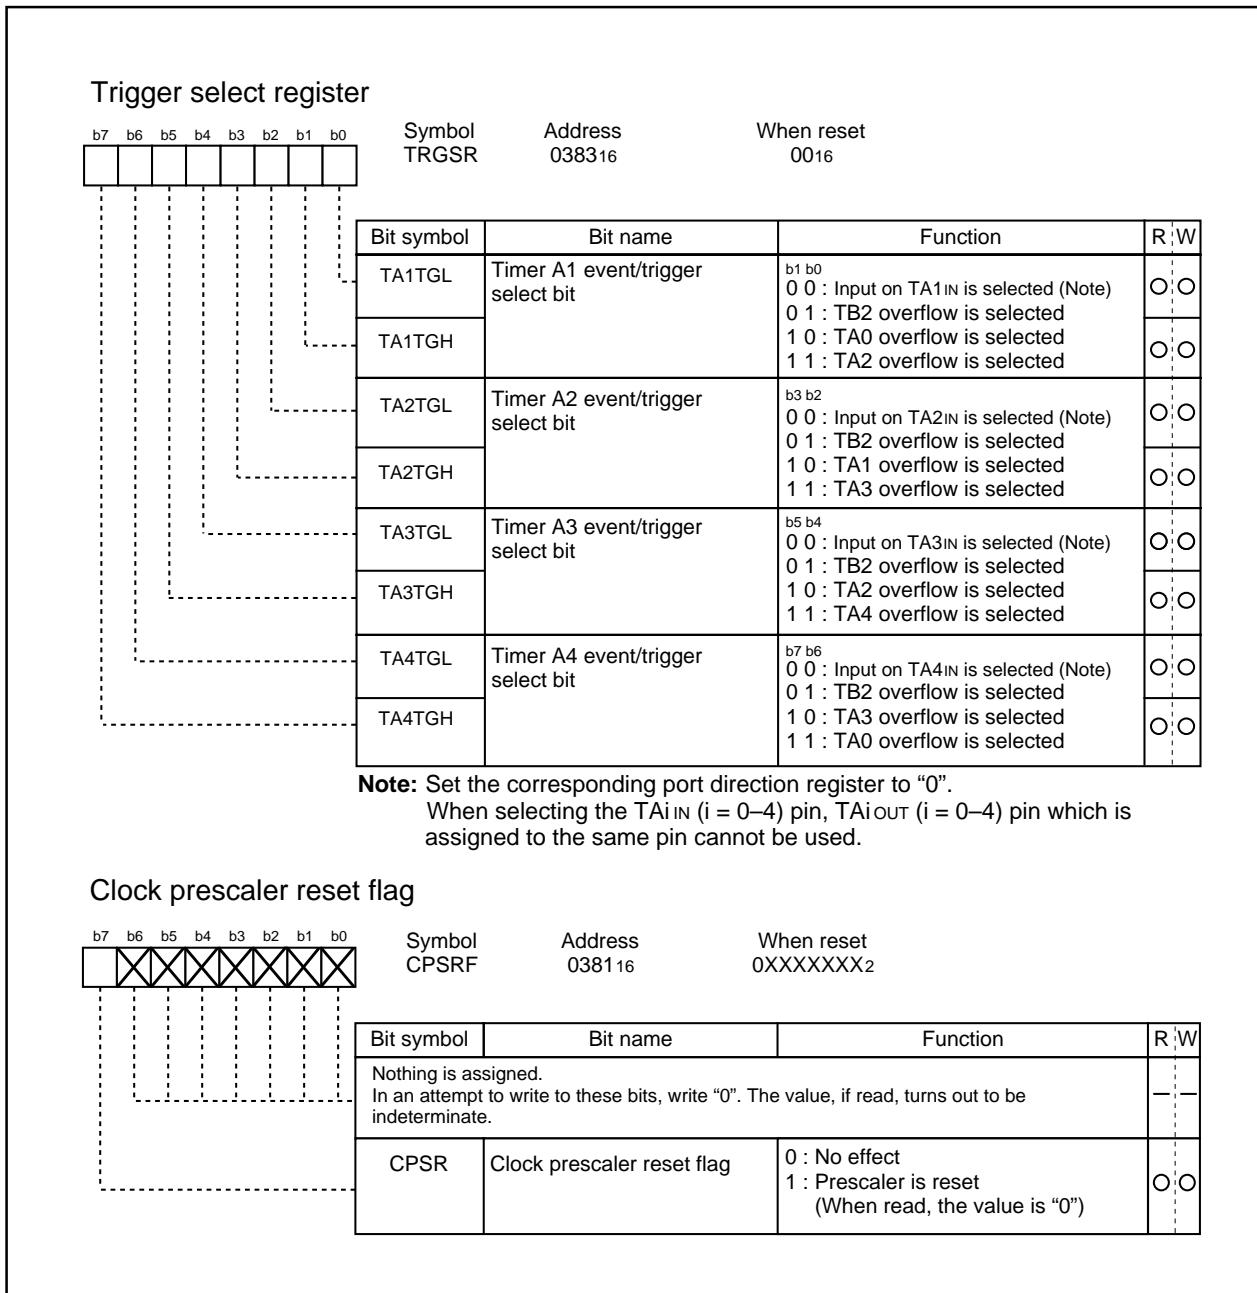 Trigger select register
b7 b6 b5 b4 b3 b2 b1 b0
Symbol Address When reset
TRGSR 038316 0016
Bit symbol Bit name Function R W
TA1TGL Timer A1 event/trigger select bit
b1 b0
0 0 : Input on TA1IN is selected (Note)
0 1 : TB2 overflow is selected
TA1TGH
1 0 : TA0 overflow is selected
1 1 : TA2 overflow is selected
TA2TGL Timer A2 event/trigger select bit
b3 b2
0 0 : Input on TA2IN is selected (Note)
0 1 : TB2 overflow is selected
TA2TGH
1 0 : TA1 overflow is selected
1 1 : TA3 overflow is selected
TA3TGL Timer A3 event/trigger select bit
b5 b4
0 0 : Input on TA3IN is selected (Note)
0 1 : TB2 overflow is selected
TA3TGH
1 0 : TA2 overflow is selected
1 1 : TA4 overflow is selected
TA4TGL Timer A4 event/trigger select bit
b7 b6
0 0 : Input on TA4IN is selected (Note)
0 1 : TB2 overflow is selected
TA4TGH
1 0 : TA3 overflow is selected
1 1 : TA0 overflow is selected
Note: Set the corresponding port direction register to “0”.
When selecting the TAiIN (i = 0–4) pin, TAiOUT (i = 0–4) pin which is
assigned to the same pin cannot be used.
Clock prescaler reset flag
b7 b6 b5 b4 b3 b2 b1 b0
Symbol Address When reset
CPSRF 038116 0XXXXXXX2
Bit symbol Bit name Function R W
Nothing is assigned.
In an attempt to write to these bits, write “0”. The value, if read, turns out to be
indeterminate.
— —
CPSR Clock prescaler reset flag
0 : No effect
1 : Prescaler is reset
(When read, the value is “0”)